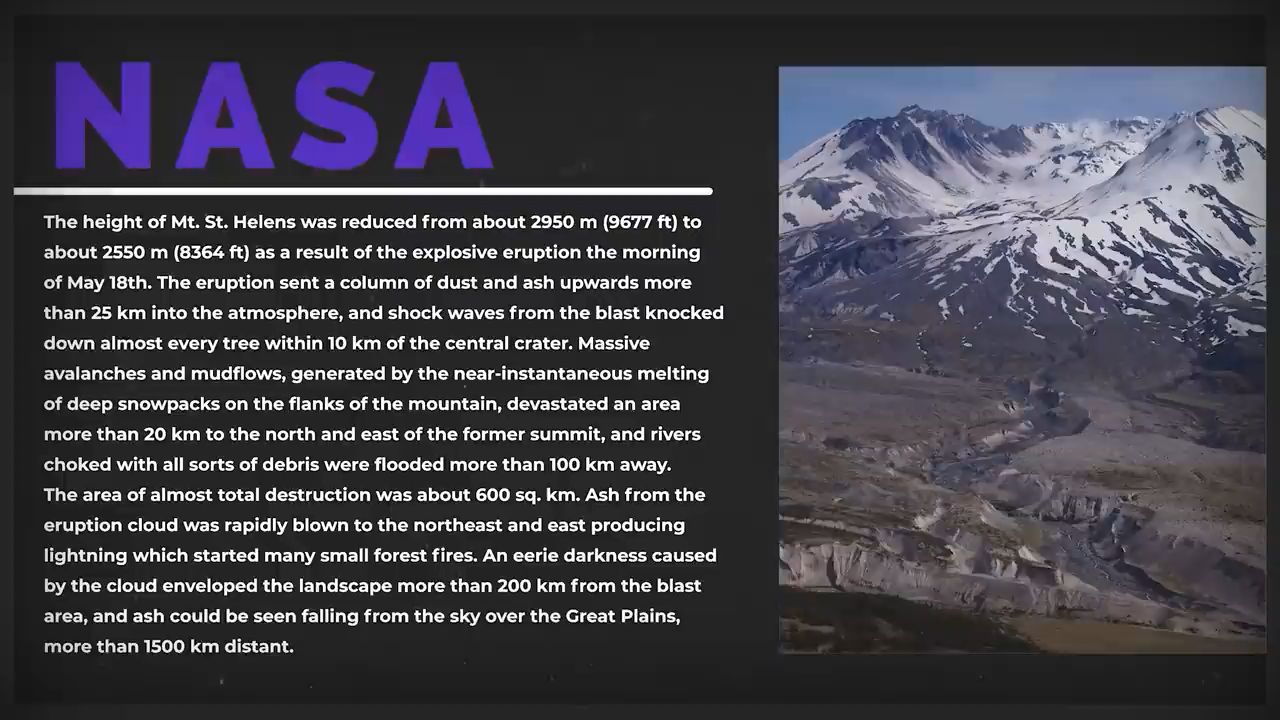 NASA
The height of Mt. St. Helens was reduced from about 2950 m (9677 ft) to
about 2550 m (8364 ft) as a result of the explosive eruption the morning
of May 18th. The eruption sent a column of dust and ash upwards more
than 25 km into the atmosphere, and shock waves from the blast knocked
down almost every tree within 10 km of the central crater. Massive
avalanches and mudflows, generated by the near-instantaneous melting
of deep snowpacks on the flanks of the mountain, devastated an area
more than 20 km to the north and east of the former summit, and rivers
choked with all sorts of debris were flooded more than 100 km away.
The area of almost total destruction was about 600 sq. km. Ash from the
eruption cloud was rapidly blown to the northeast and east producing
lightning which started many small forest fires. An eerie darkness caused
by the cloud enveloped the landscape more than 200 km from the blast
area, and ash could be seen falling from the sky over the Great Plains,
more than 1500 km distant.